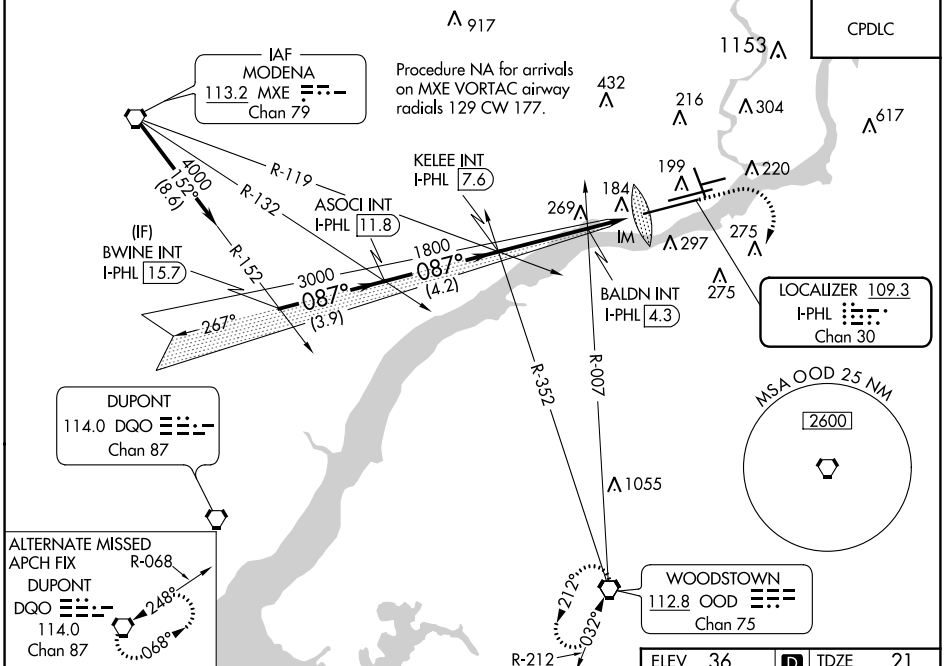 917
CPDLC
1153
IAF
MODENA
113.2 MXE
Chan 79
Procedure NA for arrivals
on MXE VORTAC airway
radials 129 CW 177.
432
216
304
617
4000
152°
(8.6)
R-119
R-132
R-152
KELEE INT
I-PHL 7.6
ASOCI INT
I-PHL 11.8
199
220
184
269
IM
297
275
275
(IF)
BWINE INT
I-PHL 15.7
3000
087°
(3.9)
1800
087°
(4.2)
267°
BALDN INT
I-PHL 4.3
LOCALIZER 109.3
I-PHL
Chan 30
R-352
R-007
MSA OOD 25 NM
2600
DUPONT
114.0 DQO
Chan 87
1055
ALTERNATE MISSED
APCH FIX
DUPONT
DQO
114.0
Chan 87
R-068
248°
068°
WOODSTOWN
112.8 OOD
Chan 75
212°
032°
R-212
ELEV 36
D
TDZE 21